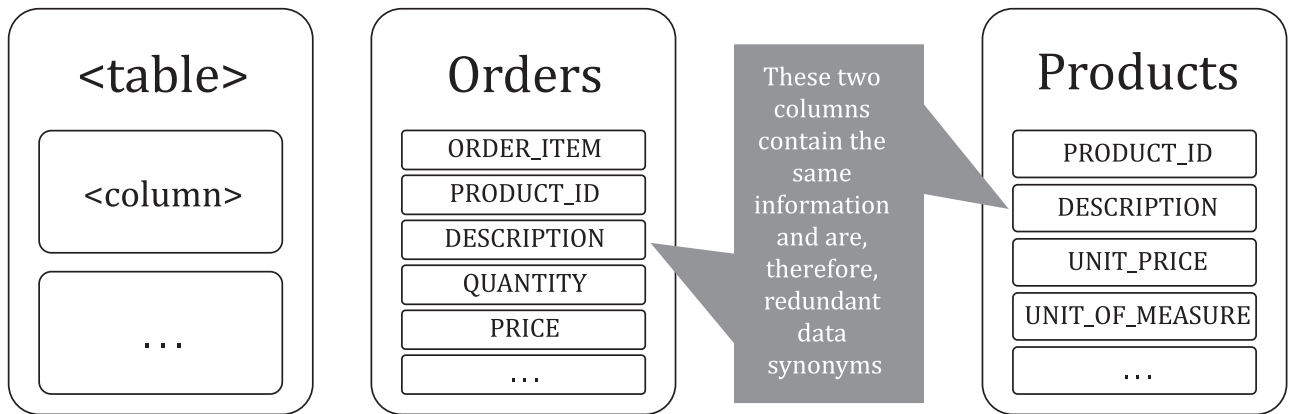 <table>
<column>
...
Orders
ORDER_ITEM
PRODUCT_ID
DESCRIPTION
QUANTITY
PRICE
...
These two
columns
contain the
same
information
and are,
therefore,
redundant
data
synonyms
Products
PRODUCT_ID
DESCRIPTION
UNIT_PRICE
UNIT_OF_MEASURE
...